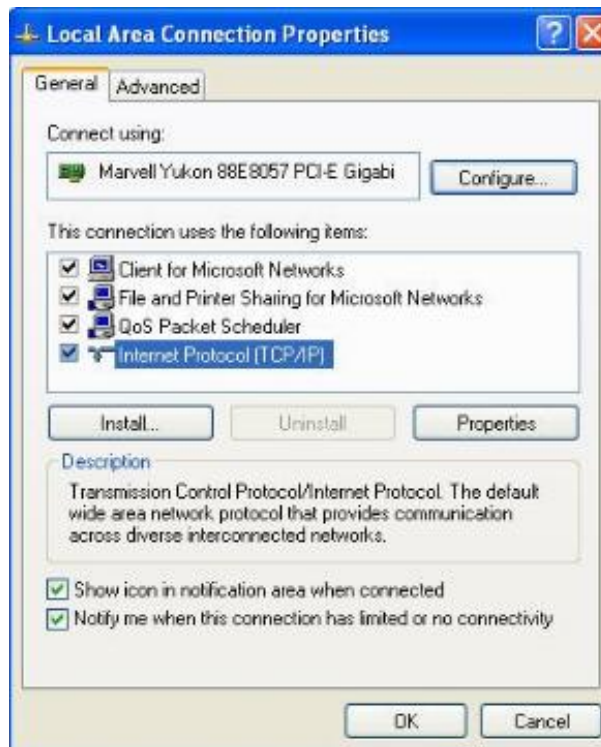 Local Area Connection Properties
General
Advanced
Connect using:
Marvell Yukon 88E8057 PCI-E Gigabi
Configure...
This connection uses the following items:
Client for Microsoft Networks
File and Printer Sharing for Microsoft Networks
QoS Packet Scheduler
Internet Protocol (TCP/IP)
Install...
Uninstall
Properties
Description
Transmission Control Protocol/Internet Protocol. The default
wide area network protocol that provides communication
across diverse interconnected networks.
Show icon in notification area when connected
Notify me when this connection has limited or no connectivity
OK
Cancel